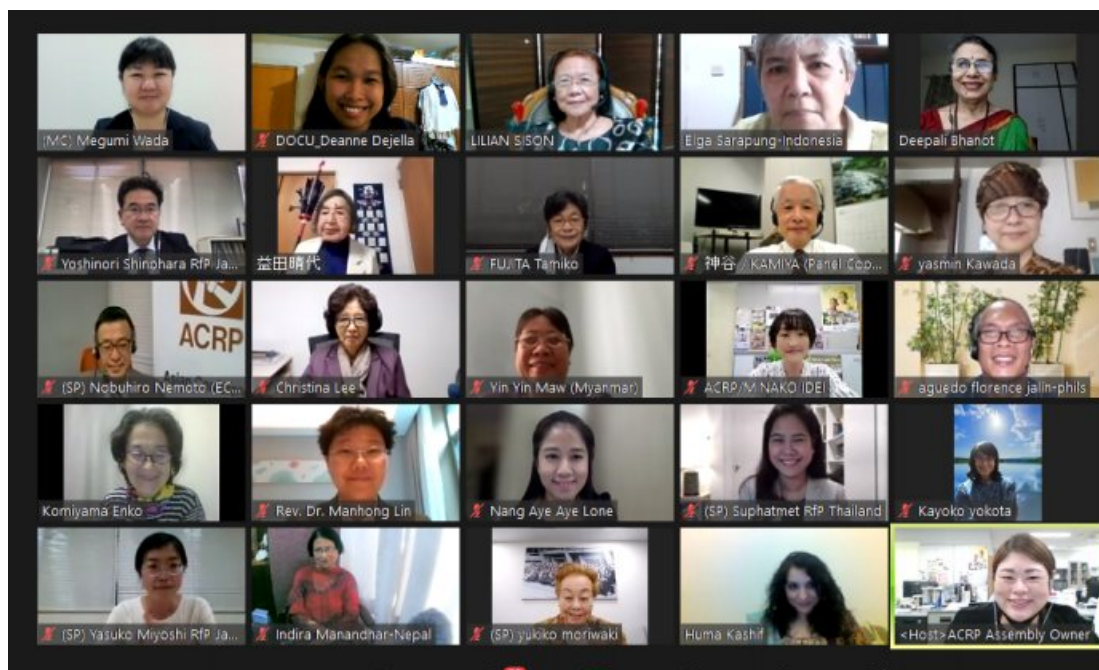 (MC) Megumi Wada
DOCU_Deanne Dejella
LILIAN SISON
Elga Sarapung-Indonesia
Deepali Bhanot
Yoshinori Shinohara RfP Ja...
益田晴代
FUJITA Tamiko
神谷 / KAMIYA (Panel Coo...
yasmin Kawada
ACRP
(SP) Nobuhiro Nemoto (EC...
Christina Lee
Yin Yin Maw (Myanmar)
ACRP/MINAKO IDEI
aguedo florence jalin-phils
Komiyama Enko
Rev. Dr. Manhong Lin
Nang Aye Aye Lone
(SP) Suphatmet RfP Thailand
Kayoko yokota
(SP) Yasuko Miyoshi RfP Ja...
Indira Manandhar-Nepal
(SP) yukiko moriwaki
Huma Kashif
<Host>ACRP Assembly Owner